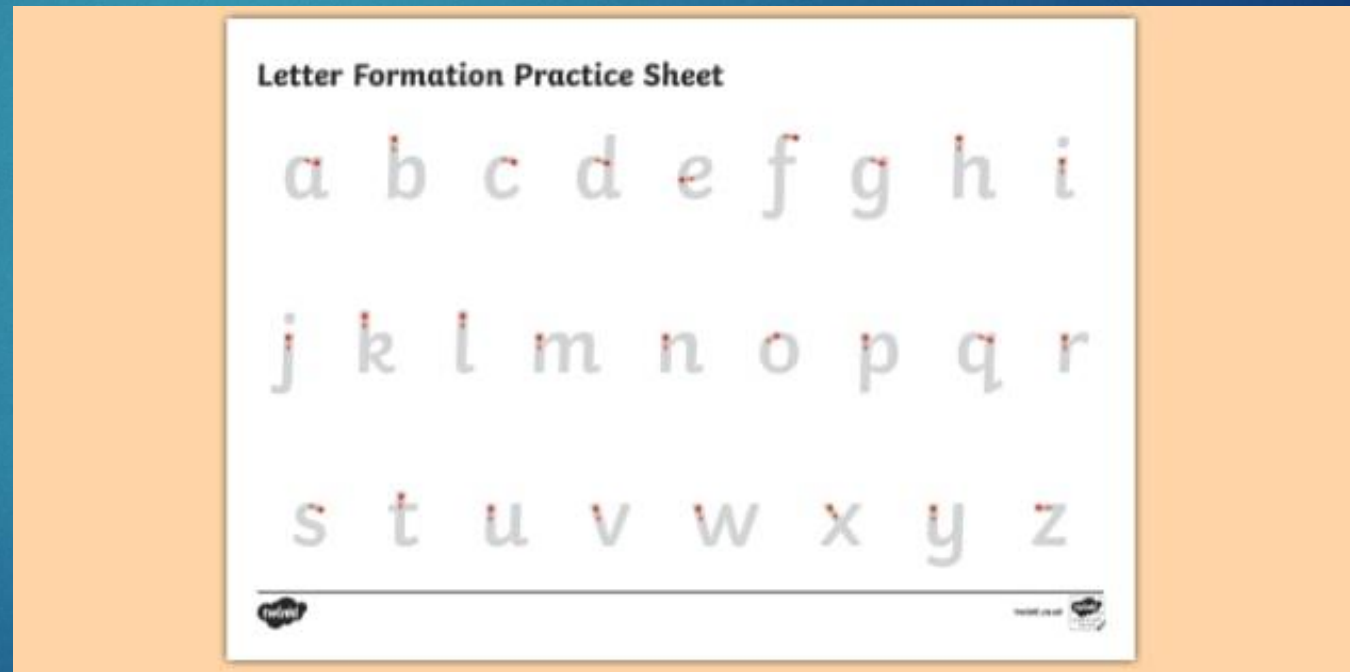 Letter Formation Practice Sheet
a b c d e f g h i
j k l m n o p q r
s t u v w x y z
twinkl